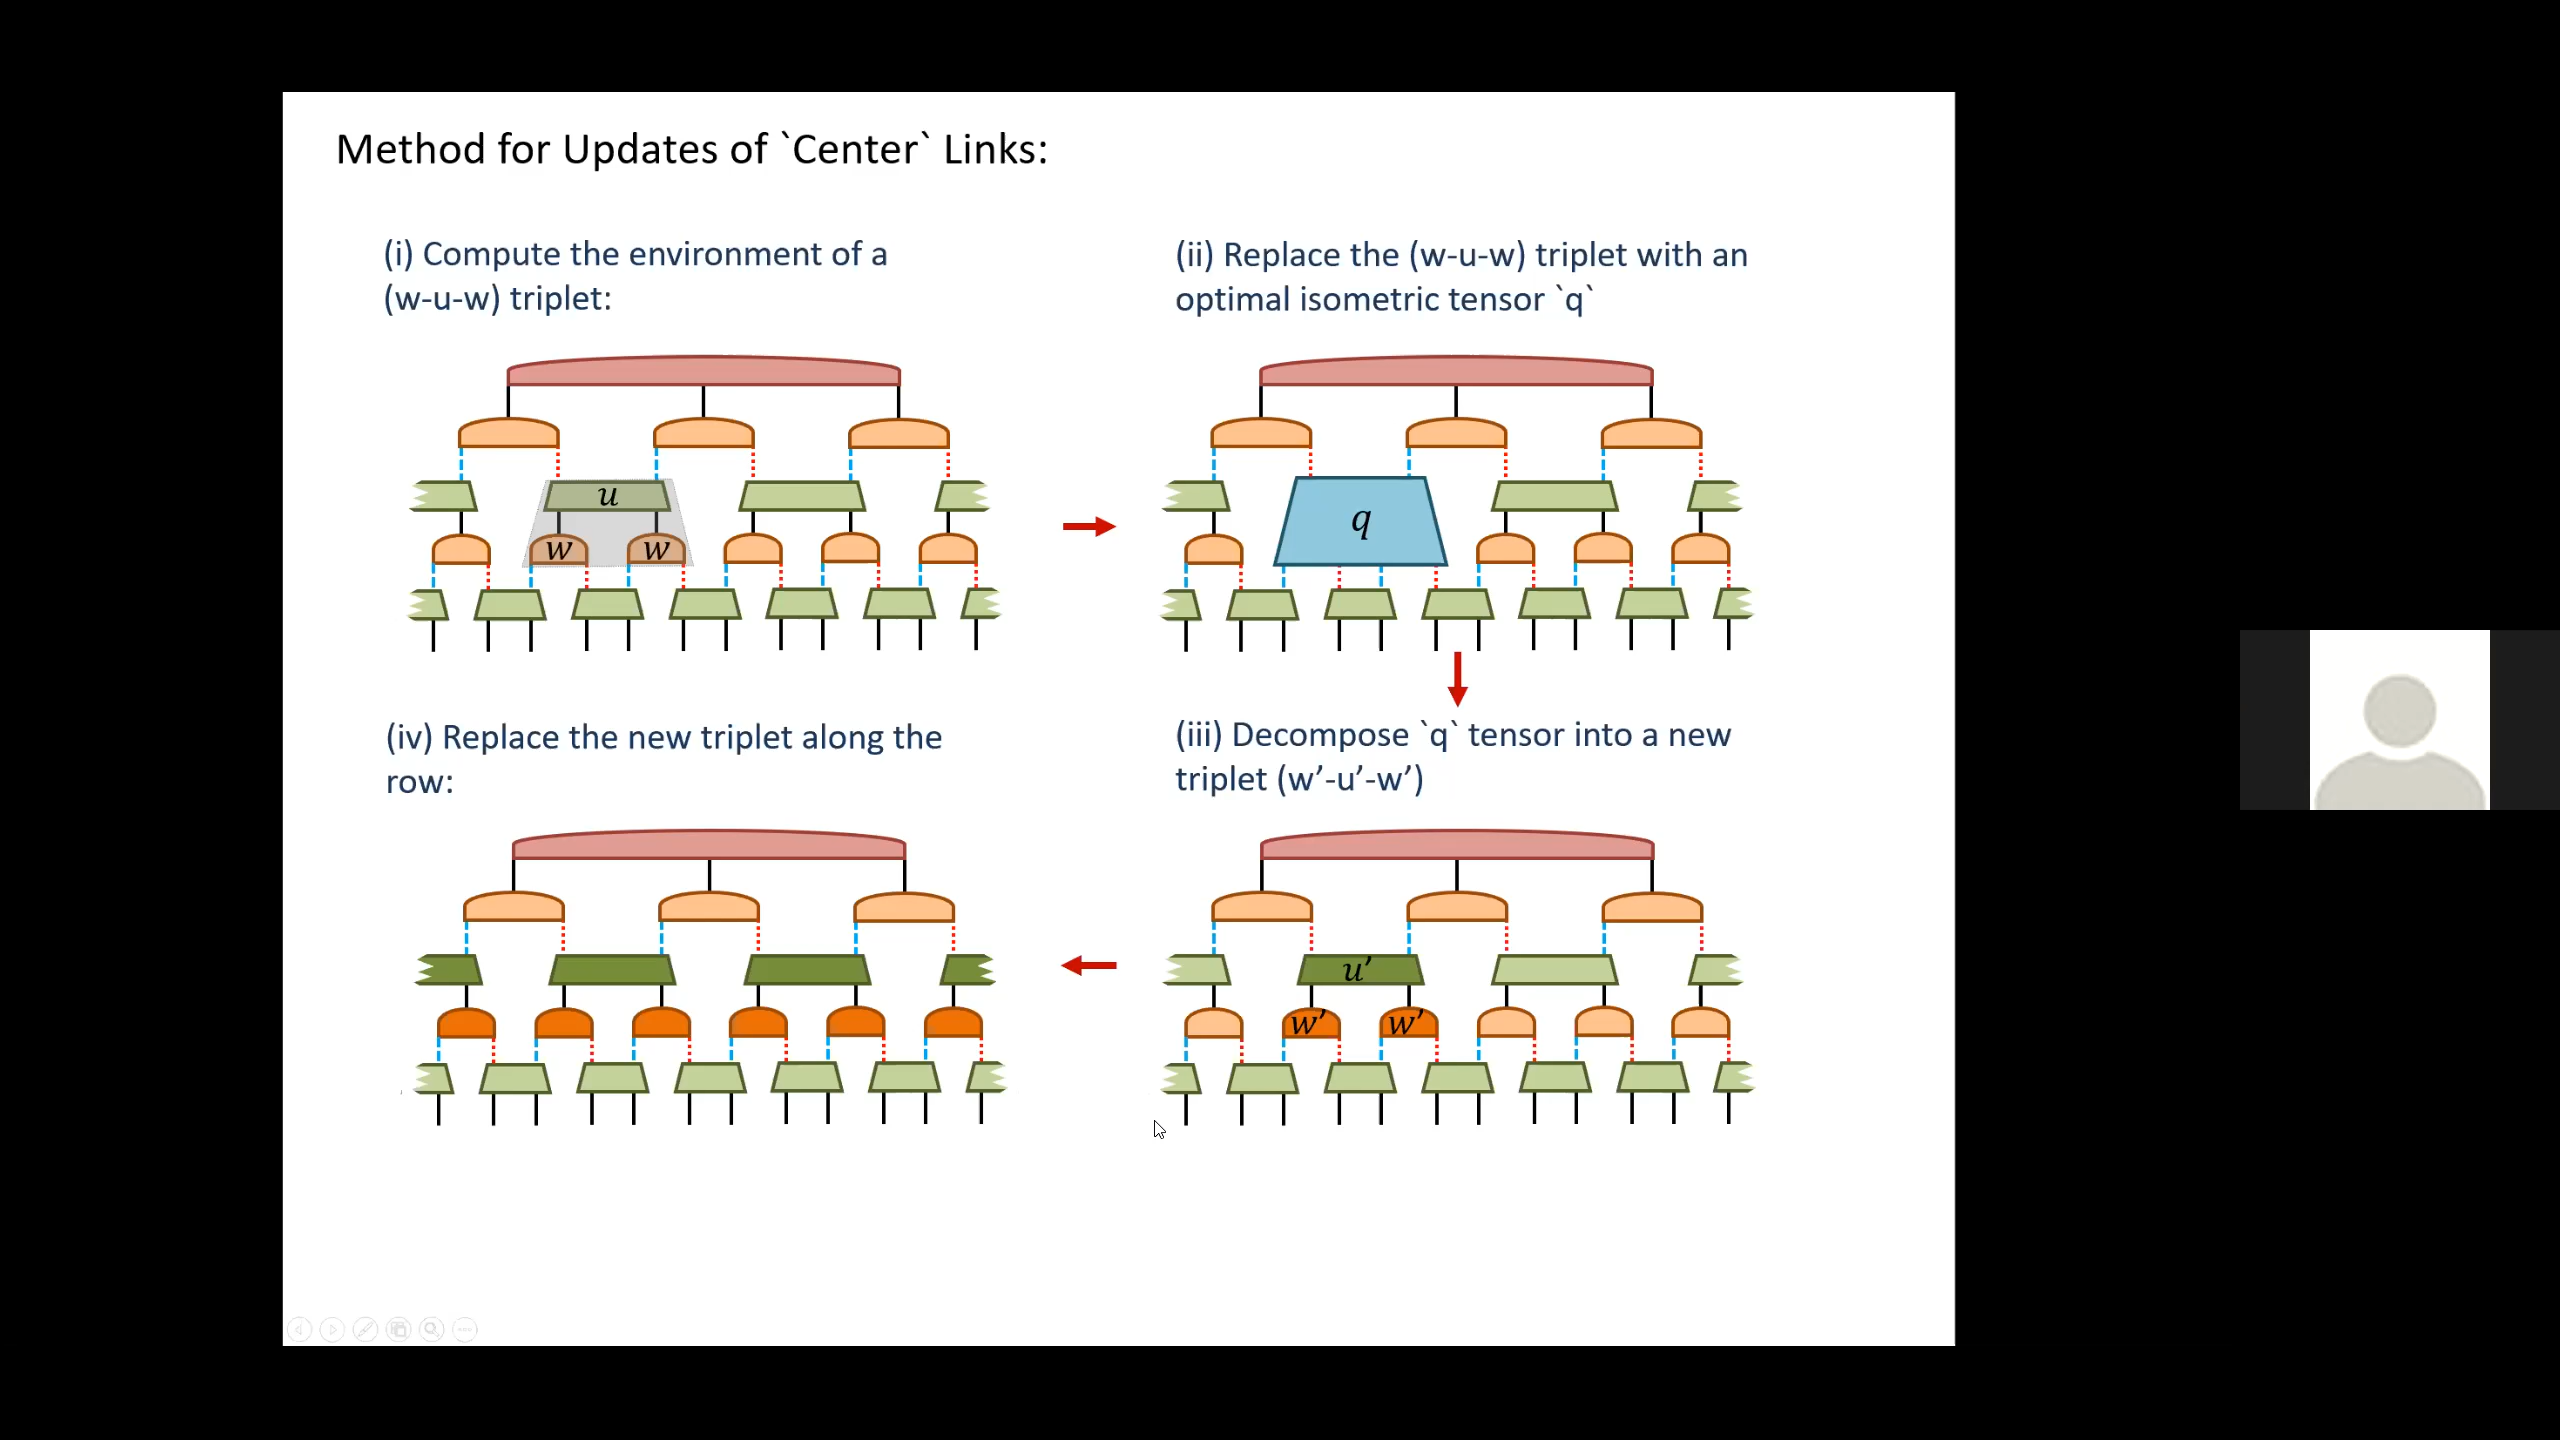 Method for Updates of `Center` Links:
(i) Compute the environment of a
(w-u-w) triplet:
(ii) Replace the (w-u-w) triplet with an
optimal isometric tensor `q`
u
w w
q
(iv) Replace the new triplet along the
row:
(iii) Decompose `q` tensor into a new
triplet (w’-u’-w’)
u’
w’ w’